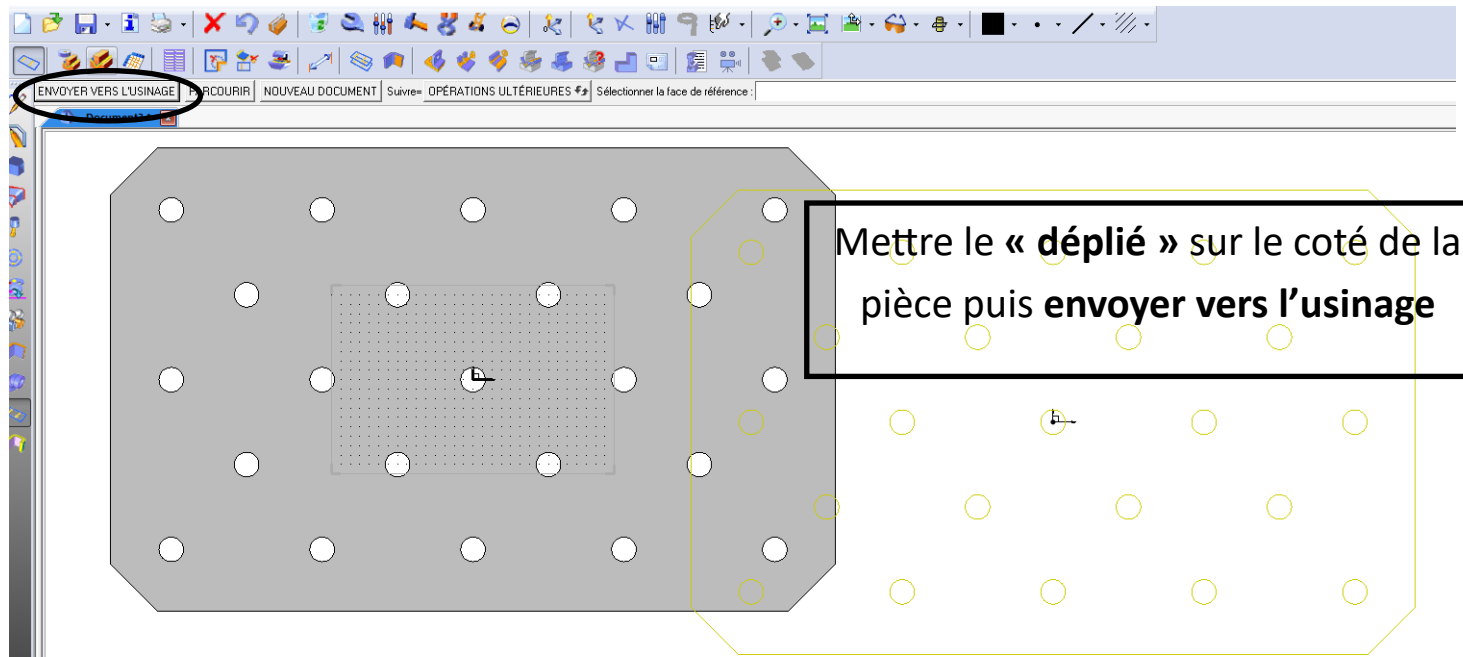 ENVOYER VERS L'USINAGE PARCOURIR NOUVEAU DOCUMENT Suivre= OPÉRATIONS ULTÉRIEURES Sélectionner la face de référence :
Mettre le « déplié » sur le coté de la
pièce puis envoyer vers l'usinage